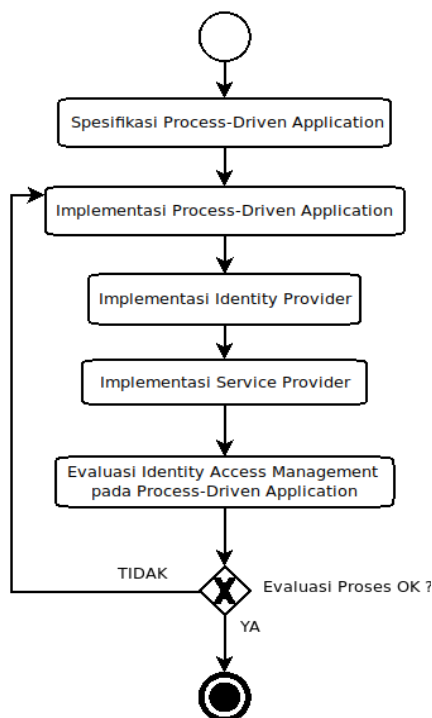 Spesifikasi Process-Driven Application
Implementasi Process-Driven Application
Implementasi Identity Provider
Implementasi Service Provider
Evaluasi Identity Access Management
pada Process-Driven Application
TIDAK
Evaluasi Proses OK ?
YA